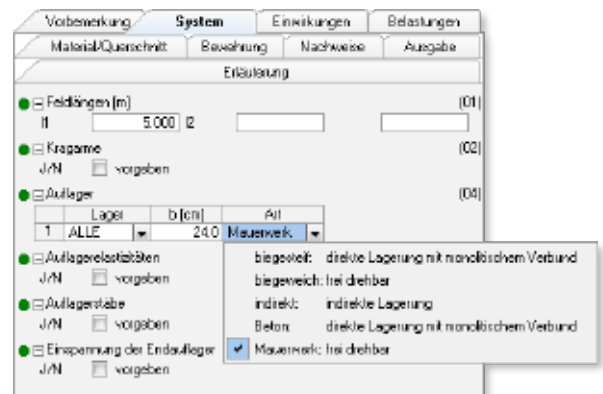 Vorbemerkung System Einwirkungen Belastungen
Material/Querschnitt Bewehrung Nachweise Ausgabe
Erläuterung
Feldlängen [m] (01)
l1 5.000 l2
Kragarme (02)
J/N vorgeben
Auflager (04)
Lager b [cm] Art
1 ALLE 24.0 Mauerwerk
Auflagerelastizitäten
J/N vorgeben
Auflagerstäbe
J/N vorgeben
Einspannung der Endauflager
J/N vorgeben
biegesteif: direkte Lagerung mit monolitischem Verbund
biegeweich: frei drehbar
indirekt: indirekte Lagerung
Beton: direkte Lagerung mit monolitischem Verbund
Mauerwerk: frei drehbar